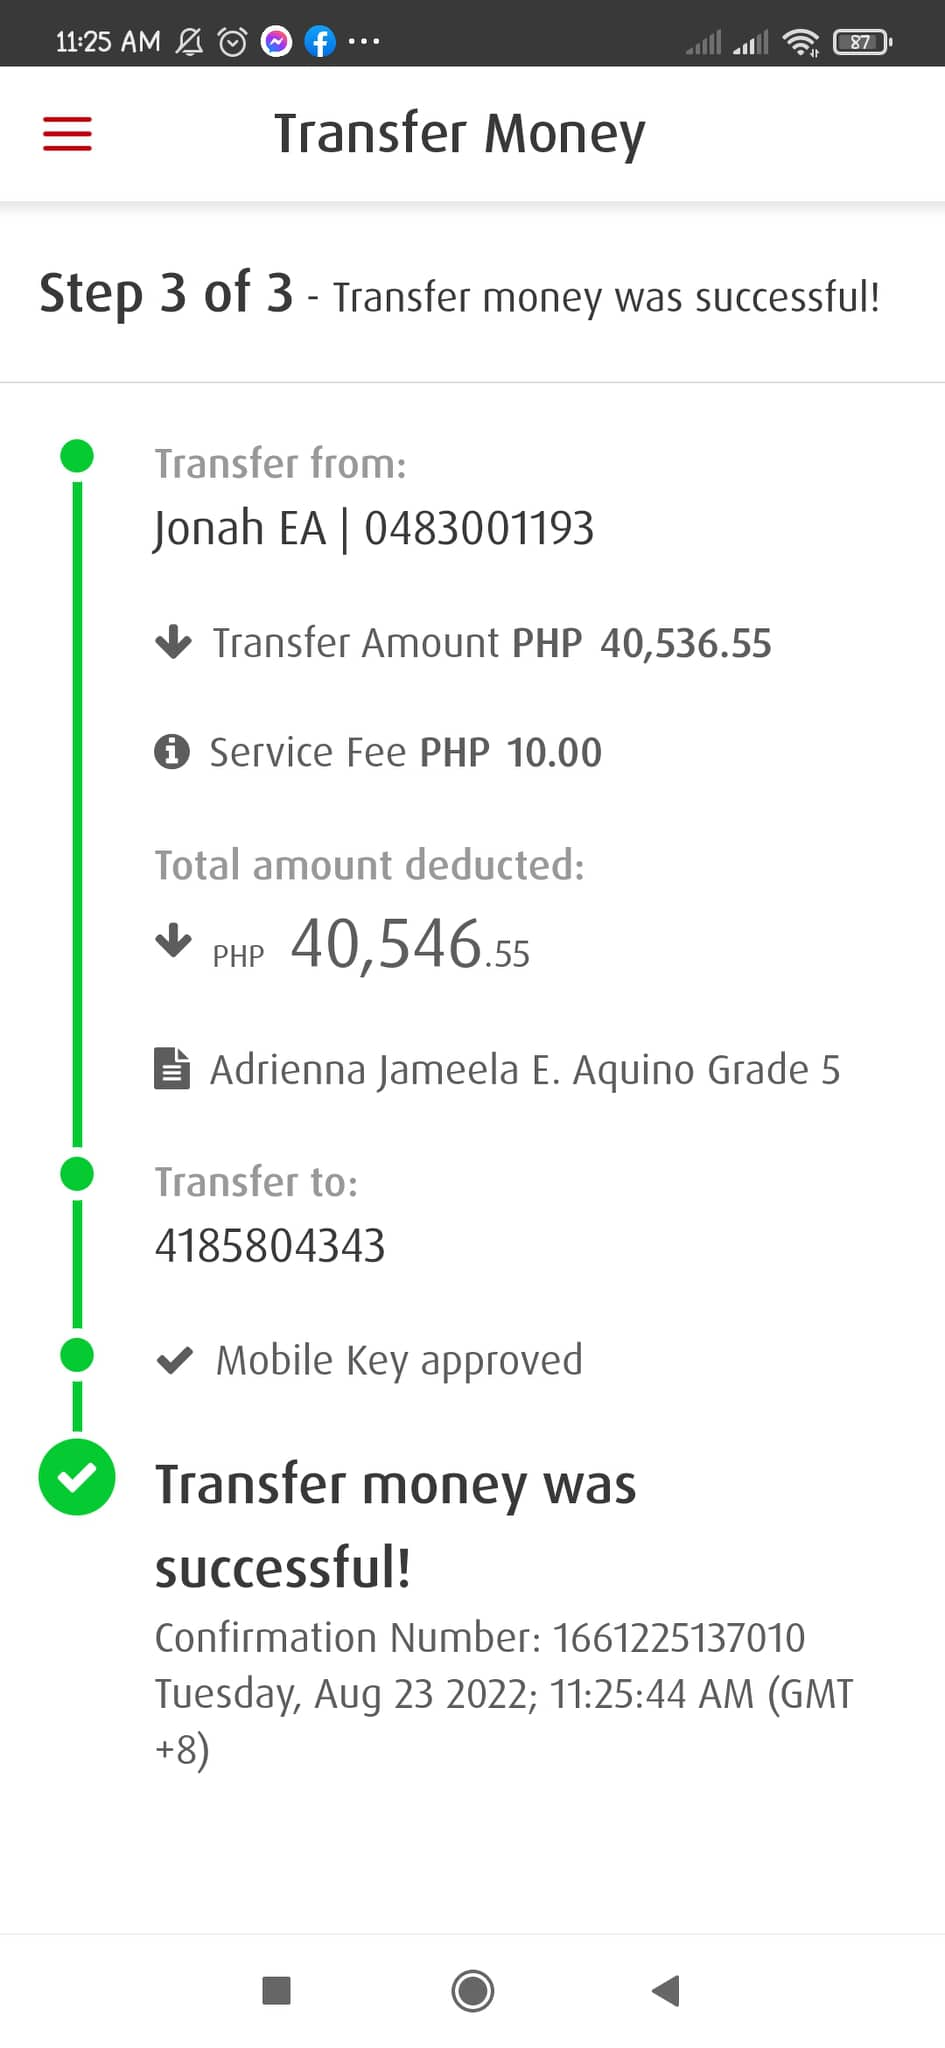 11:25 AM
87
Transfer Money
Step 3 of 3 - Transfer money was successful!
Transfer from:
Jonah EA | 0483001193
Transfer Amount PHP 40,536.55
Service Fee PHP 10.00
Total amount deducted:
PHP 40,546.55
Adrienna Jameela E. Aquino Grade 5
Transfer to:
4185804343
Mobile Key approved
Transfer money was
successful!
Confirmation Number: 1661225137010
Tuesday, Aug 23 2022; 11:25:44 AM (GMT
+8)